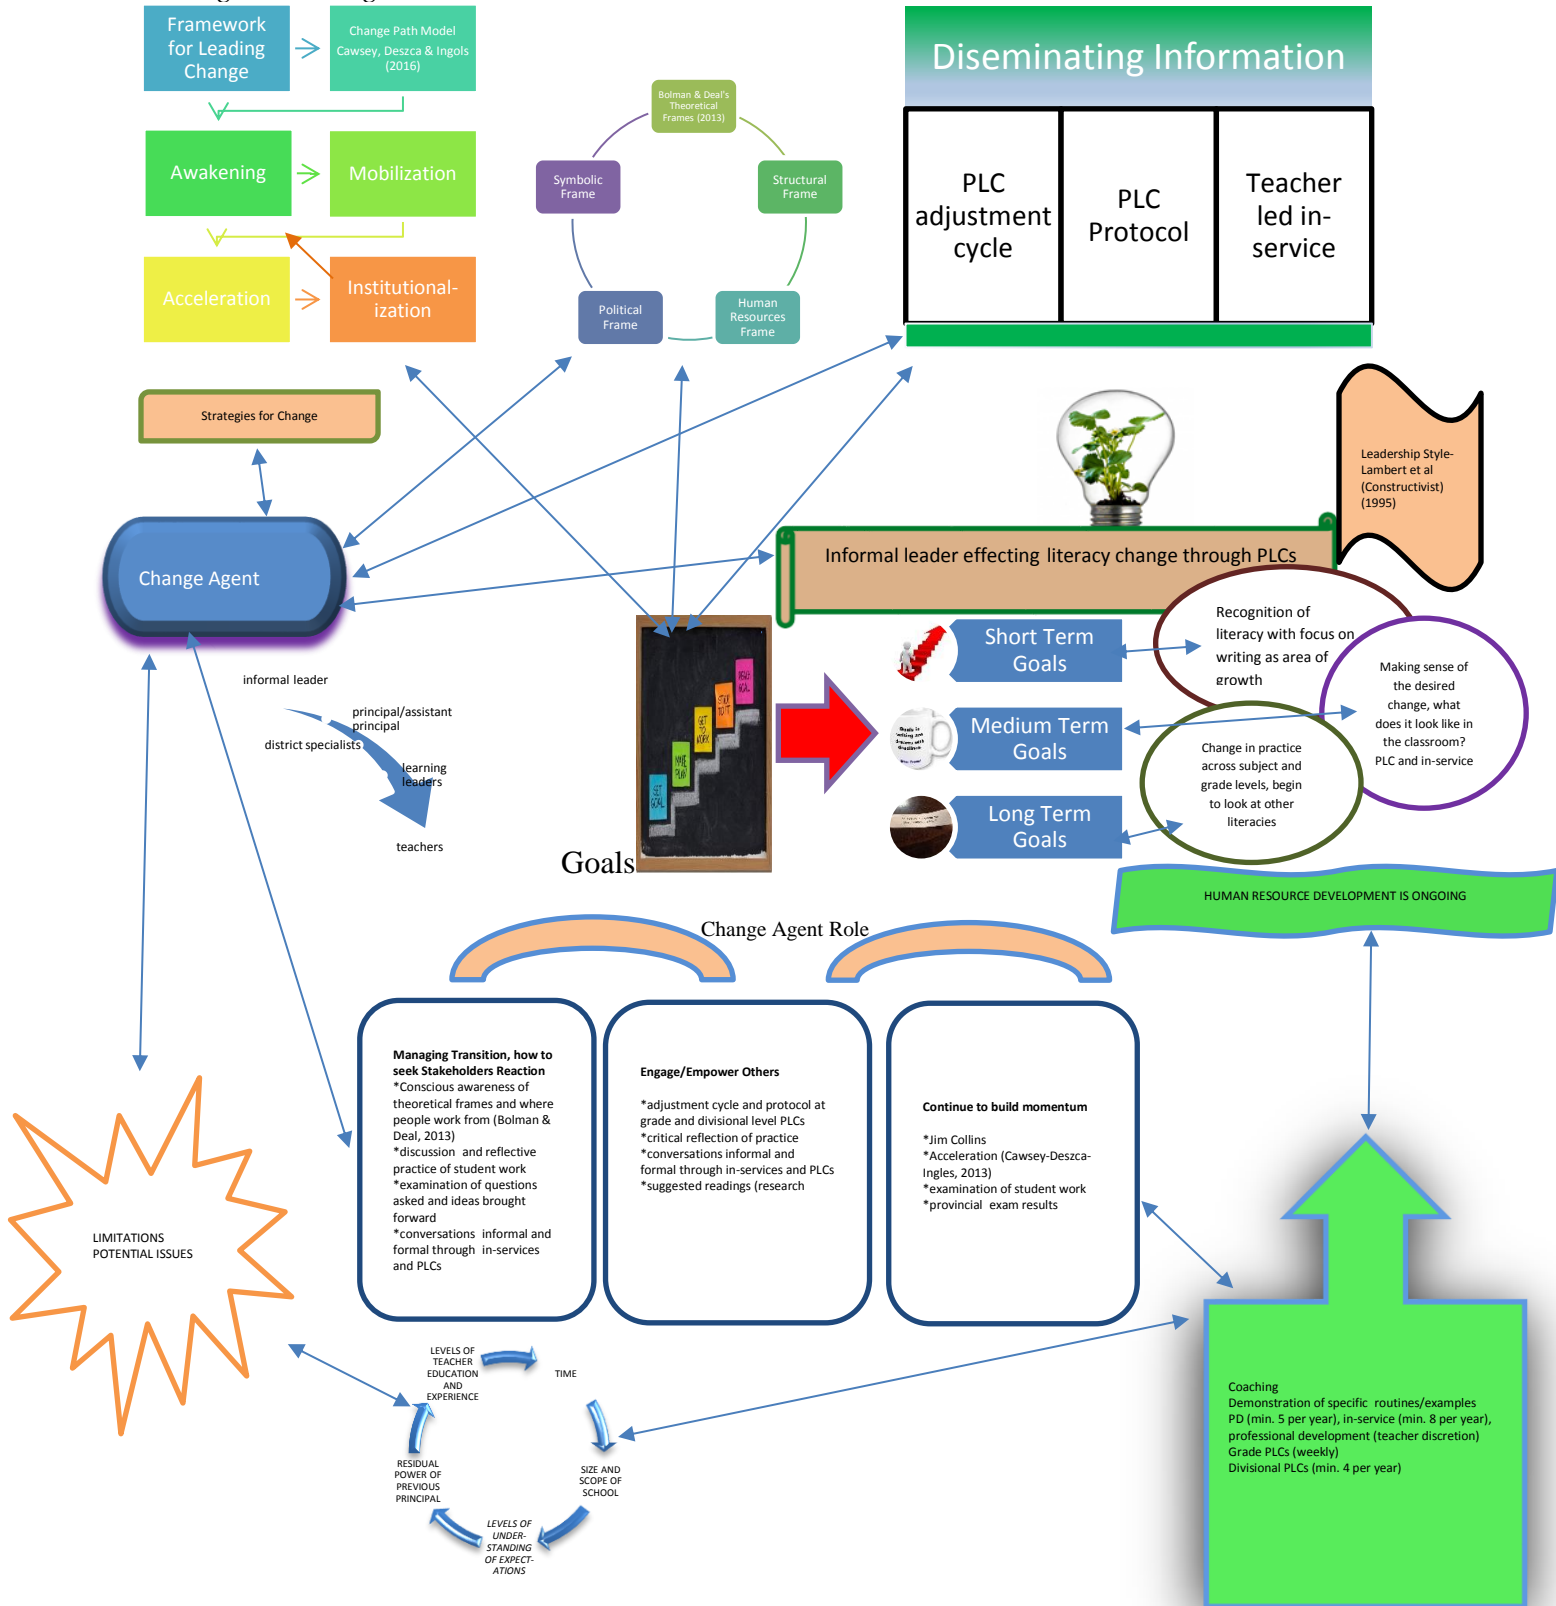 Framework
for Leading
Change
Change Path Model
Cawsey, Deszca & Ingols
(2016)
Awakening
Mobilization
Acceleration
Institutional-
ization
Bolman & Deal's
Theoretical
Frames (2013)
Structural
Frame
Human
Resources
Frame
Political
Frame
Symbolic
Frame
Diseminating Information
PLC
adjustment
cycle
PLC
Protocol
Teacher
led in-
service
Strategies for Change
Leadership Style-
Lambert et al
(Constructivist)
(1995)
Change Agent
Informal leader effecting literacy change through PLCs
informal leader
principal/assistant
principal
district specialists
learning
leaders
teachers
SET
GOAL
MAKE
PLAN
GET
TO
WORK
STICK
TO IT
REACH
GOAL
Goals
Short Term
Goals
Medium Term
Goals
Long Term
Goals
Recognition of
literacy with focus on
writing as area of
growth
Making sense of
the desired
change, what
does it look like in
the classroom?
PLC and in-service
Change in practice
across subject and
grade levels, begin
to look at other
literacies
HUMAN RESOURCE DEVELOPMENT IS ONGOING
Change Agent Role
Managing Transition, how to
seek Stakeholders Reaction
*Conscious awareness of
theoretical frames and where
people work from (Bolman &
Deal, 2013)
*discussion and reflective
practice of student work
*examination of questions
asked and ideas brought
forward
*conversations informal and
formal through in-services
and PLCs
Engage/Empower Others
*adjustment cycle and protocol at
grade and divisional level PLCs
*critical reflection of practice
*conversations informal and
formal through in-services and PLCs
*suggested readings (research
Continue to build momentum
*Jim Collins
*Acceleration (Cawsey-Deszca-
Ingles, 2013)
*examination of student work
*provincial exam results
LIMITATIONS
POTENTIAL ISSUES
LEVELS OF
TEACHER
EDUCATION
AND
EXPERIENCE
TIME
SIZE AND
SCOPE OF
SCHOOL
LEVELS OF
UNDER-
STANDING
OF EXPECT-
ATIONS
RESIDUAL
POWER OF
PREVIOUS
PRINCIPAL
Coaching
Demonstration of specific routines/examples
PD (min. 5 per year), in-service (min. 8 per year),
professional development (teacher discretion)
Grade PLCs (weekly)
Divisional PLCs (min. 4 per year)